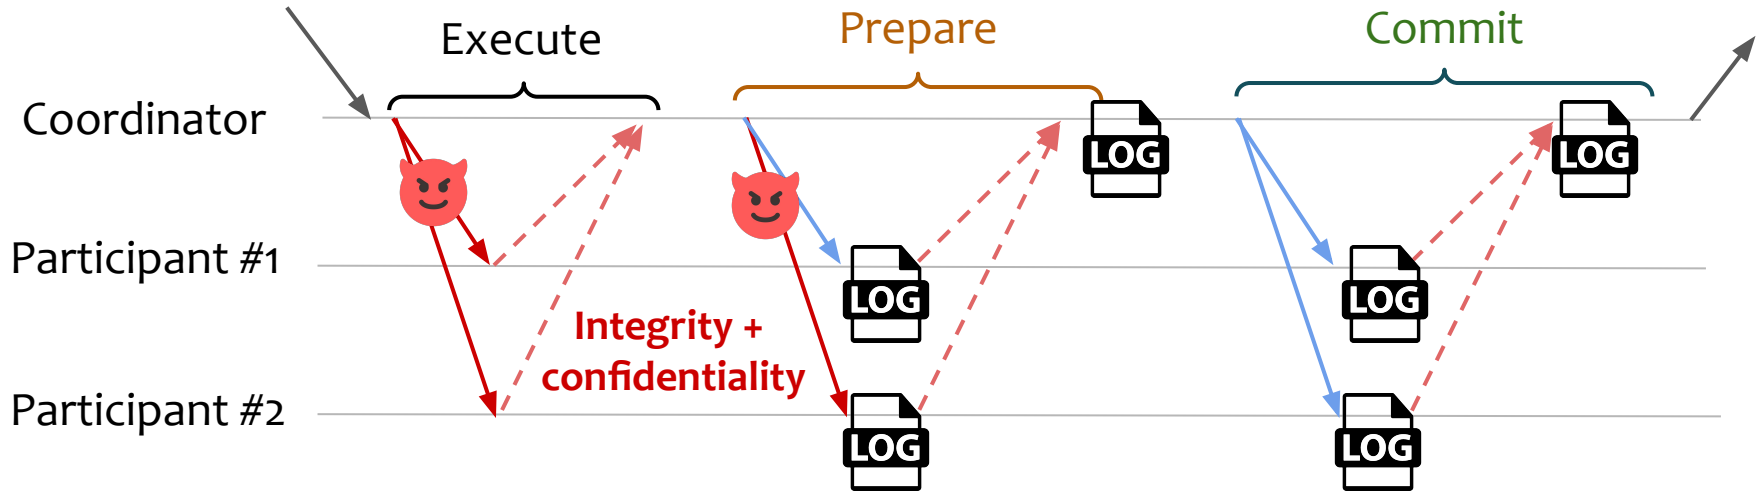 Execute
Prepare
Commit
Coordinator
LOG
LOG
Participant #1
LOG
LOG
Integrity +
confidentiality
Participant #2
LOG
LOG